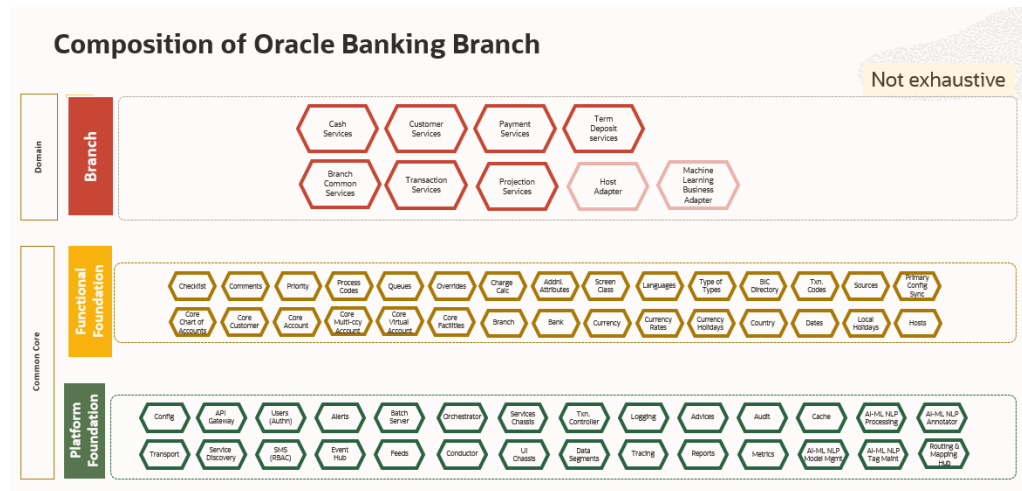 Composition of Oracle Banking Branch
Not exhaustive
Domain
Branch
Cash
Services
Customer
Services
Payment
Services
Term
Deposit
services
Branch
Common
Services
Transaction
Services
Projection
Services
Host
Adapter
Machine
Learning
Business
Adapter
Common Core
Functional
Foundation
Checklist
Comments
Priority
Process
Codes
Queues
Overrides
Charge
Calc
Addnl.
Attributes
Screen
Class
Languages
Type of
Types
BIC
Directory
Txn.
Codes
Sources
Primary
Config
Sync
Core
Chart of
Accounts
Core
Customer
Core
Account
Core
Multi-ccy
Account
Core
Virtual
Account
Core
Facilities
Branch
Bank
Currency
Currency
Rates
Currency
Holidays
Country
Dates
Local
Holidays
Hosts
Platform
Foundation
Config
API
Gateway
Users
(Authn)
Alerts
Batch
Server
Orchestrator
Services
Chassis
Txn.
Controller
Logging
Advices
Audit
Cache
AI-ML NLP
Processing
AI-ML NLP
Annotator
Transport
Service
Discovery
SMS
(RBAC)
Event
Hub
Feeds
Conductor
UI
Chassis
Data
Segments
Tracing
Reports
Metrics
AI-ML NLP
Model Mgmt
AI-ML NLP
Tag Maint
Routing &
Mapping
Hub